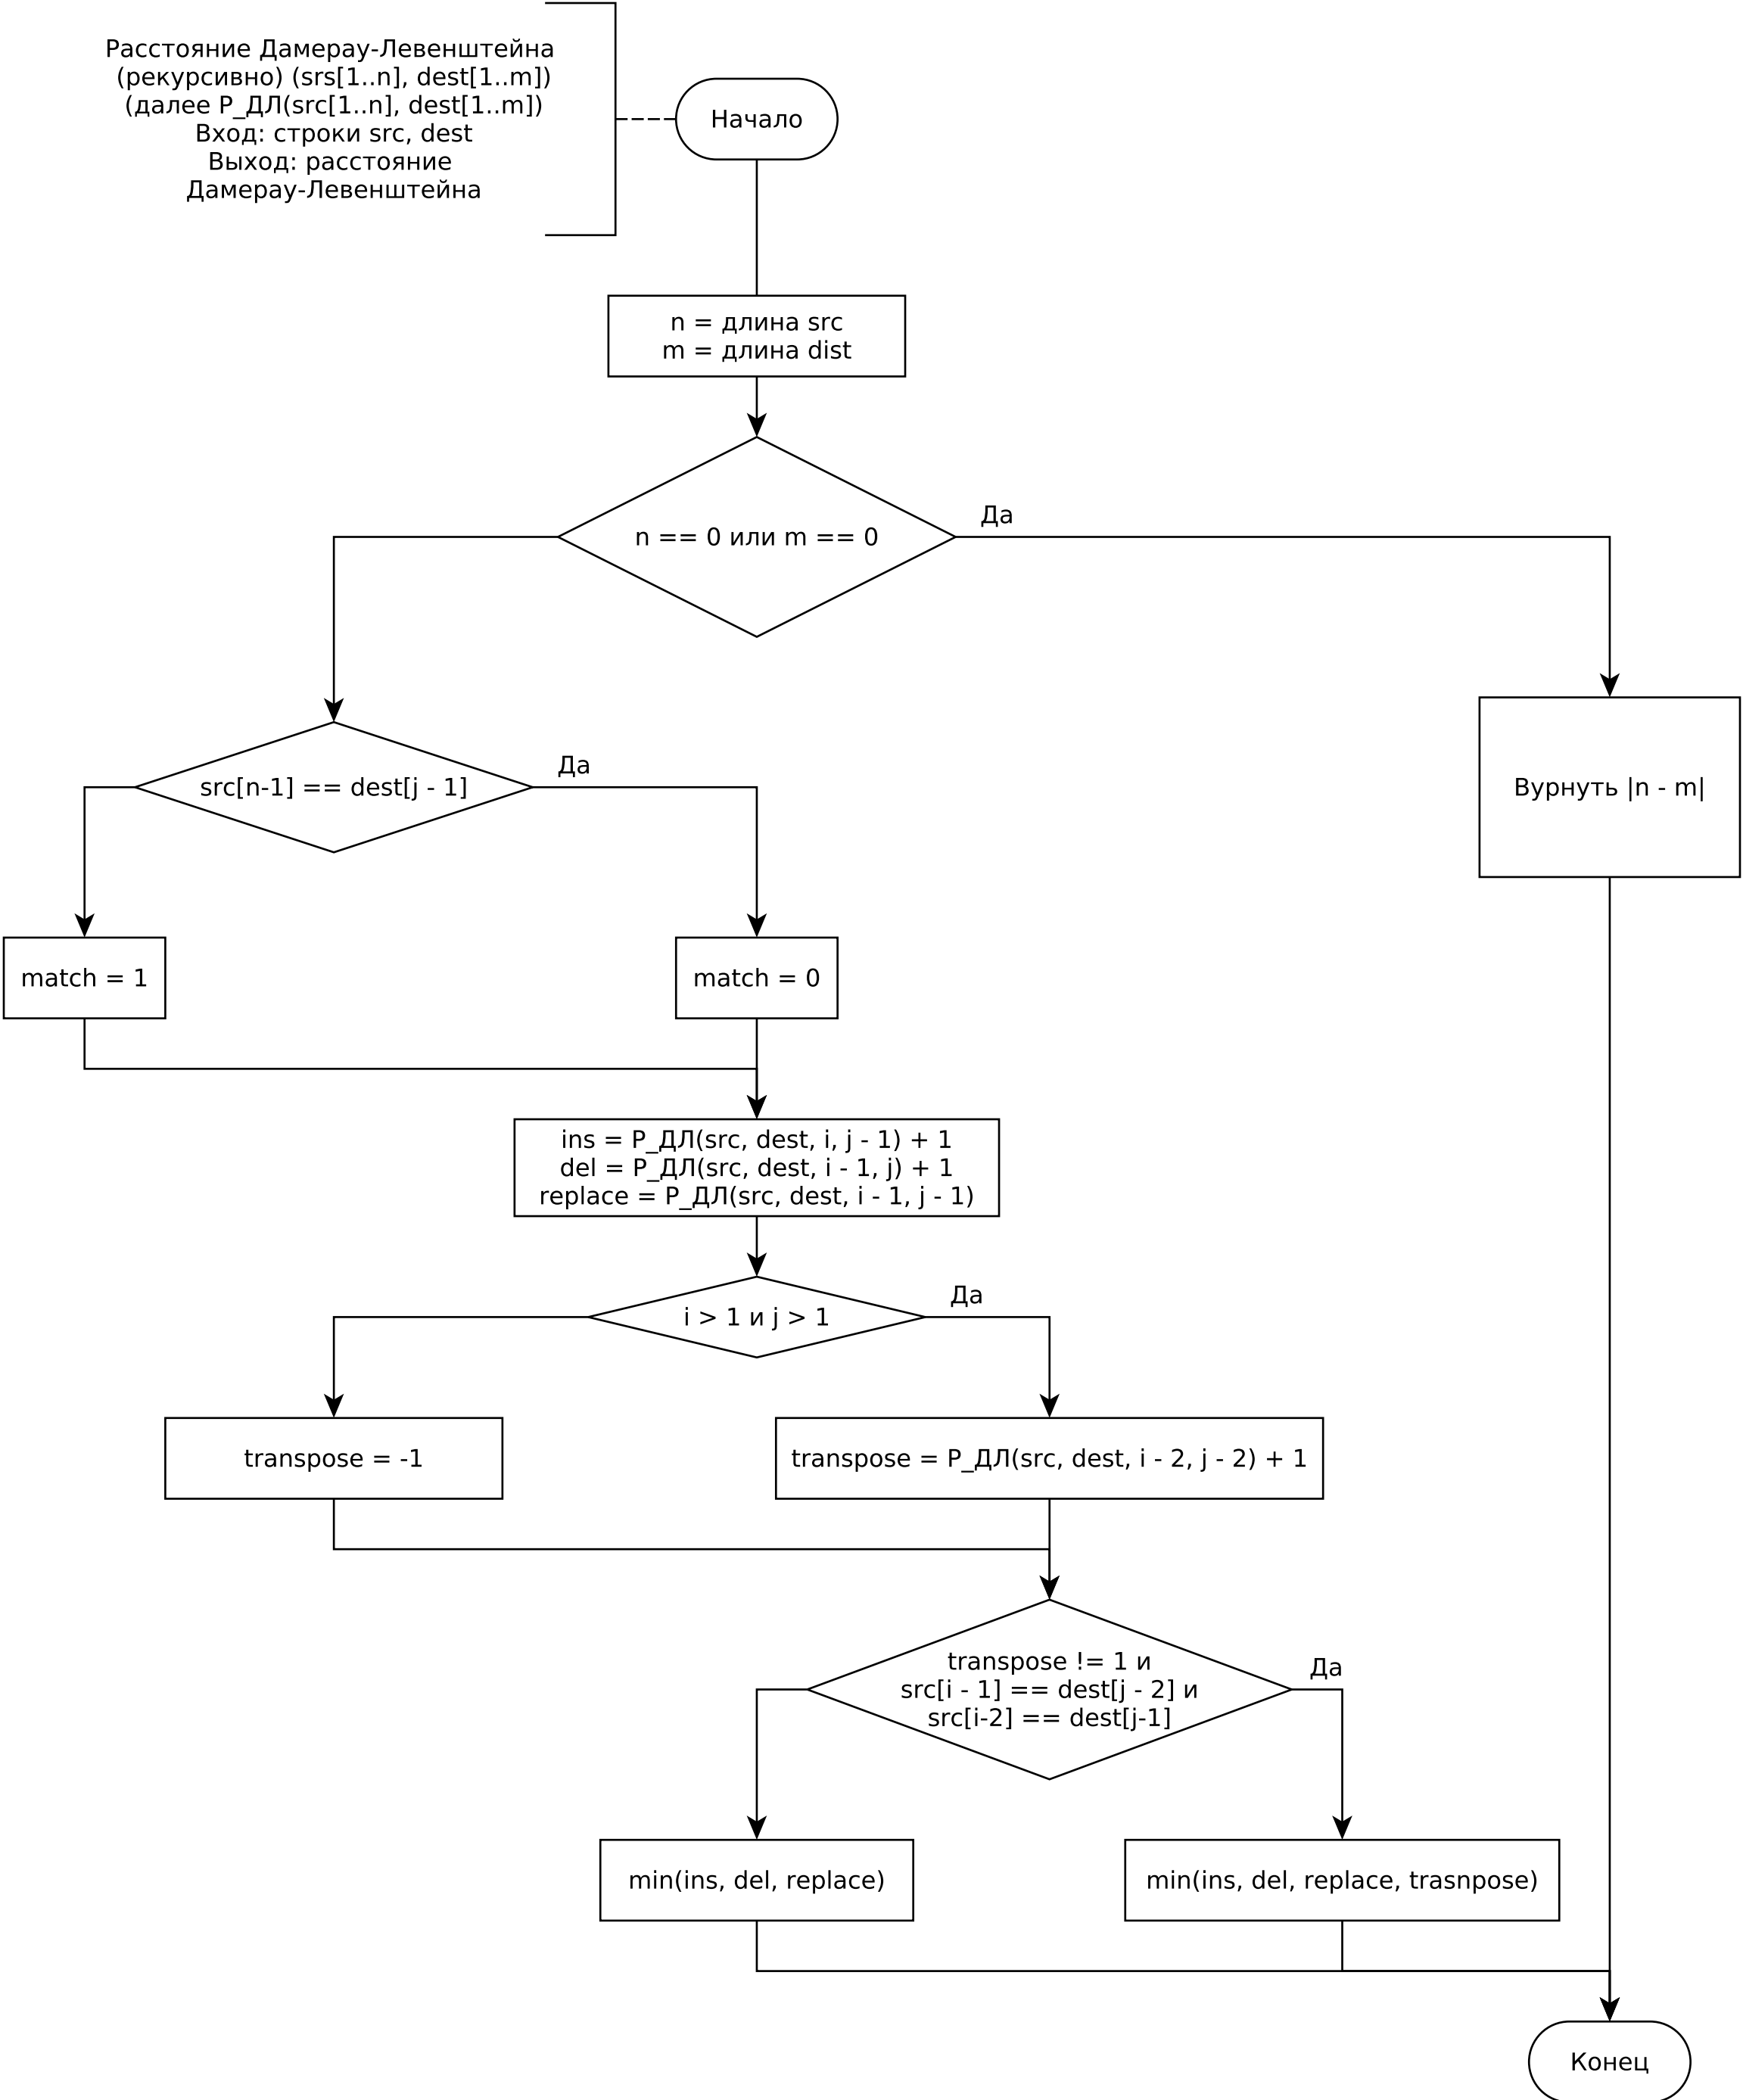 Расстояние Дамерау-Левенштейна
(рекурсивно) (srs[1..n], dest[1..m])
(далее Р_ДЛ(src[1..n], dest[1..m])
Вход: строки src, dest
Выход: расстояние
Дамерау-Левенштейна
Начало
n = длина src
m = длина dist
n == 0 или m == 0
Да
src[n-1] == dest[j - 1]
Да
Вурнуть |n - m|
match = 1
match = 0
ins = Р_ДЛ(src, dest, i, j - 1) + 1
del = Р_ДЛ(src, dest, i - 1, j) + 1
replace = Р_ДЛ(src, dest, i - 1, j - 1)
i > 1 и j > 1
Да
transpose = -1
transpose = Р_ДЛ(src, dest, i - 2, j - 2) + 1
transpose != 1 и
src[i - 1] == dest[j - 2] и
src[i-2] == dest[j-1]
Да
min(ins, del, replace)
min(ins, del, replace, trasnpose)
Конец